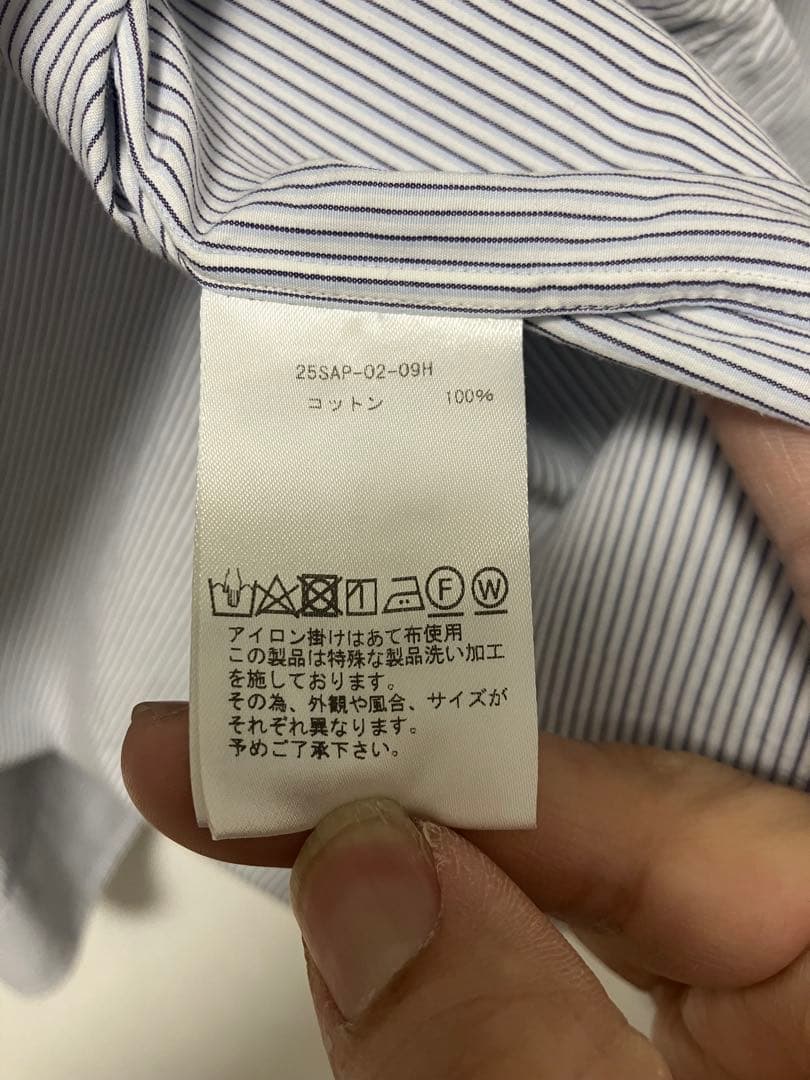 25SAP-02-09H
コットン 100%
F W
アイロン掛けはあて布使用
この製品は特殊な製品洗い加工
を施しております。
その為、外観や風合、サイズが
それぞれ異なります。
予めご了承下さい。